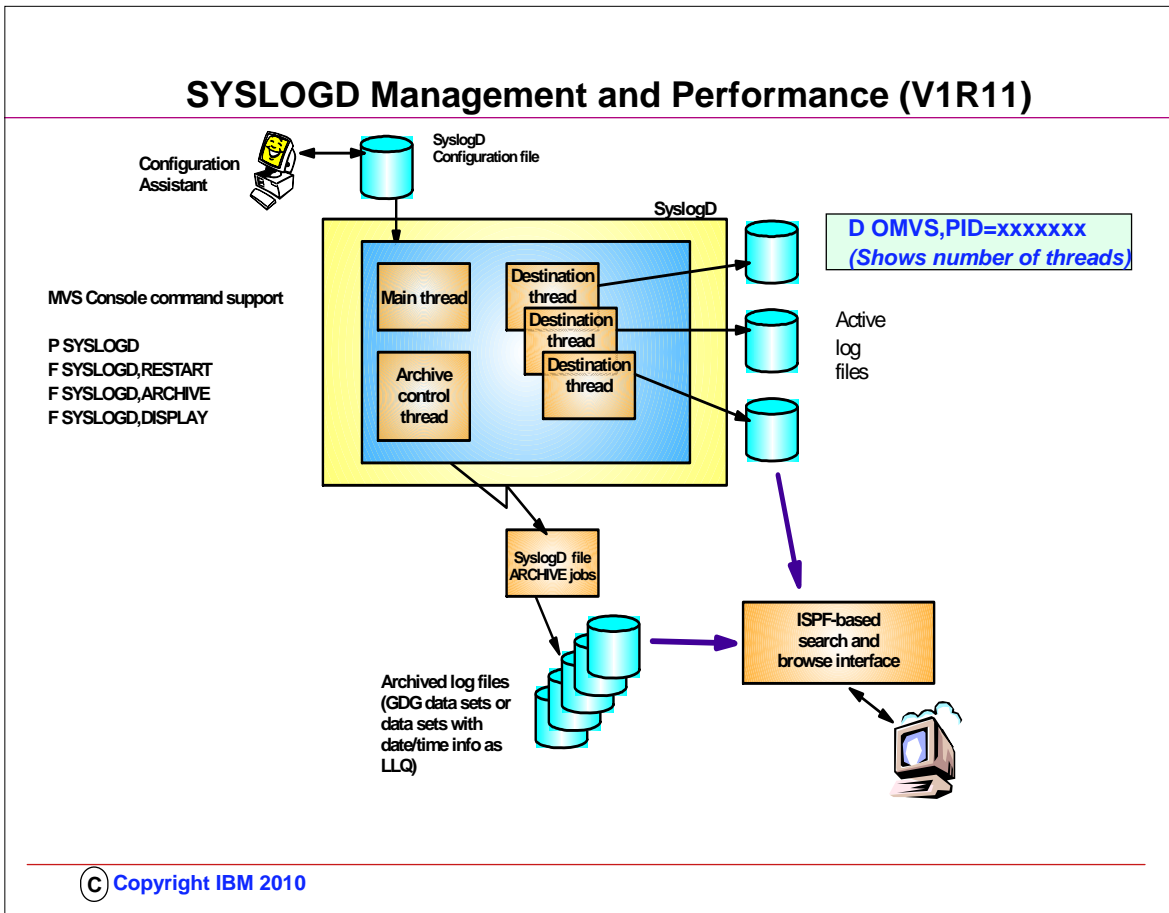 SYSLOGD Management and Performance (V1R11)
Configuration
Assistant
SyslogD
Configuration file
SyslogD
D OMVS,PID=xxxxxxx
(Shows number of threads)
MVS Console command support
P SYSLOGD
F SYSLOGD,RESTART
F SYSLOGD,ARCHIVE
F SYSLOGD,DISPLAY
Main thread
Archive
control
thread
Destination
thread
Destination
thread
Destination
thread
Active
log
files
SyslogD file
ARCHIVE jobs
Archived log files
(GDG data sets or
data sets with
date/time info as
LLQ)
ISPF-based
search and
browse interface
C Copyright IBM 2010